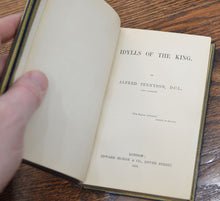 IDYLLS OF THE KING.
BY
ALFRED TENNYSON, D.C.L.,
LONDON:
EDWARD MOXON & CO., DOVER STREET.